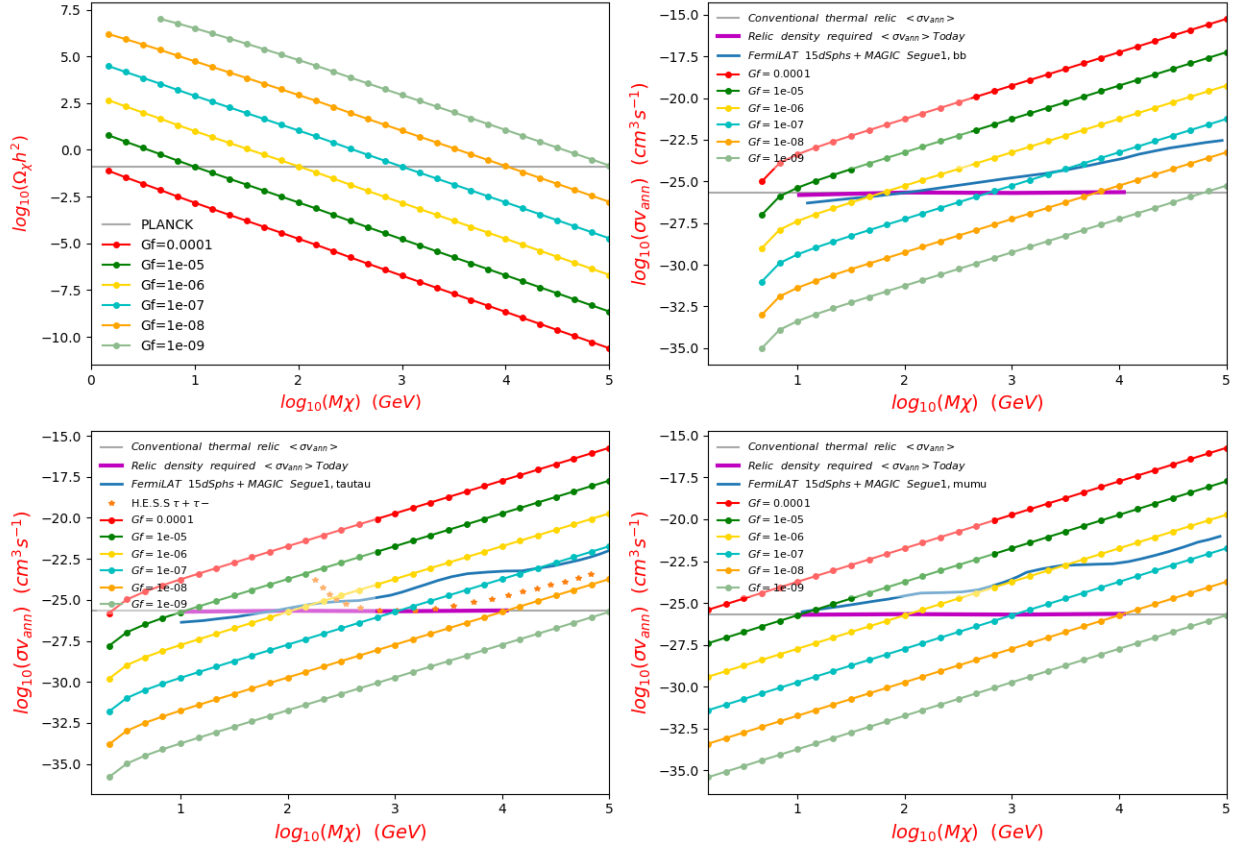 7.5
5.0
2.5
0.0
−2.5
−5.0
−7.5
−10.0
log₁₀(Ωχh²)
PLANCK
Gf=0.0001
Gf=1e-05
Gf=1e-06
Gf=1e-07
Gf=1e-08
Gf=1e-09
0 1 2 3 4 5
log₁₀(Mχ) (GeV)
−15.0
−17.5
−20.0
−22.5
−25.0
−27.5
−30.0
−32.5
−35.0
log₁₀(σvₐₙₙ) (cm³s⁻¹)
Conventional thermal relic <σvₐₙₙ>
Relic density required <σvₐₙₙ>Today
FermiLAT 15dSphs+MAGIC Segue1, bb
Gf=0.0001
Gf=1e-05
Gf=1e-06
Gf=1e-07
Gf=1e-08
Gf=1e-09
1 2 3 4 5
log₁₀(Mχ) (GeV)
−15.0
−17.5
−20.0
−22.5
−25.0
−27.5
−30.0
−32.5
−35.0
log₁₀(σvₐₙₙ) (cm³s⁻¹)
Conventional thermal relic <σvₐₙₙ>
Relic density required <σvₐₙₙ>Today
FermiLAT 15dSphs+MAGIC Segue1, tautau
H.E.S.S τ+τ−
Gf=0.0001
Gf=1e-05
Gf=1e-06
Gf=1e-07
Gf=1e-08
Gf=1e-09
1 2 3 4 5
log₁₀(Mχ) (GeV)
−15.0
−17.5
−20.0
−22.5
−25.0
−27.5
−30.0
−32.5
−35.0
log₁₀(σvₐₙₙ) (cm³s⁻¹)
Conventional thermal relic <σvₐₙₙ>
Relic density required <σvₐₙₙ>Today
FermiLAT 15dSphs+MAGIC Segue1, mumu
Gf=0.0001
Gf=1e-05
Gf=1e-06
Gf=1e-07
Gf=1e-08
Gf=1e-09
1 2 3 4 5
log₁₀(Mχ) (GeV)